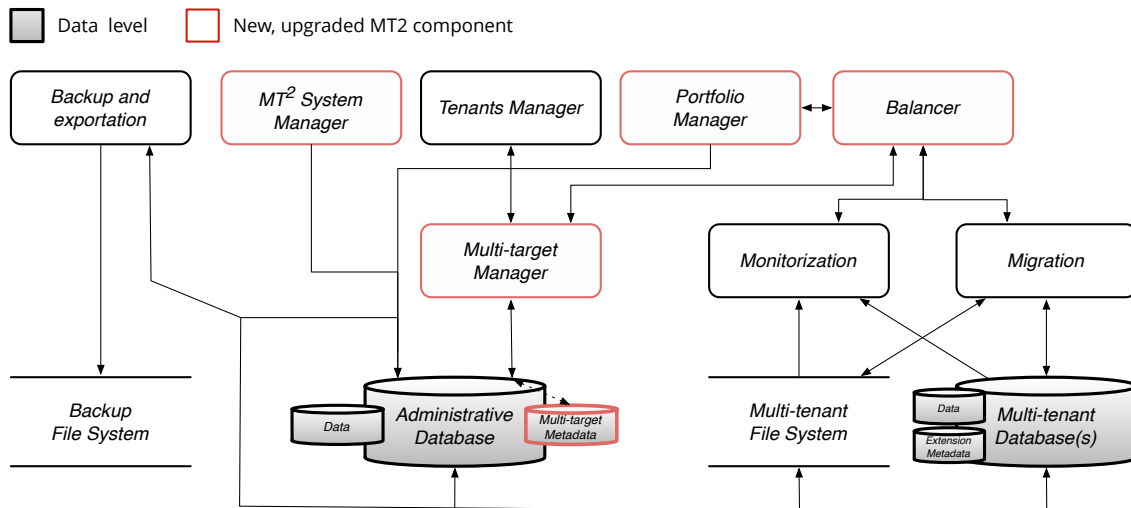 Data level
New, upgraded MT2 component
Backup and
exportation
MT² System
Manager
Tenants Manager
Portfolio
Manager
Balancer
Multi-target
Manager
Monitorization
Migration
Backup
File System
Data
Administrative
Database
Multi-target
Metadata
Multi-tenant
File System
Data
Extension
Metadata
Multi-tenant
Database(s)